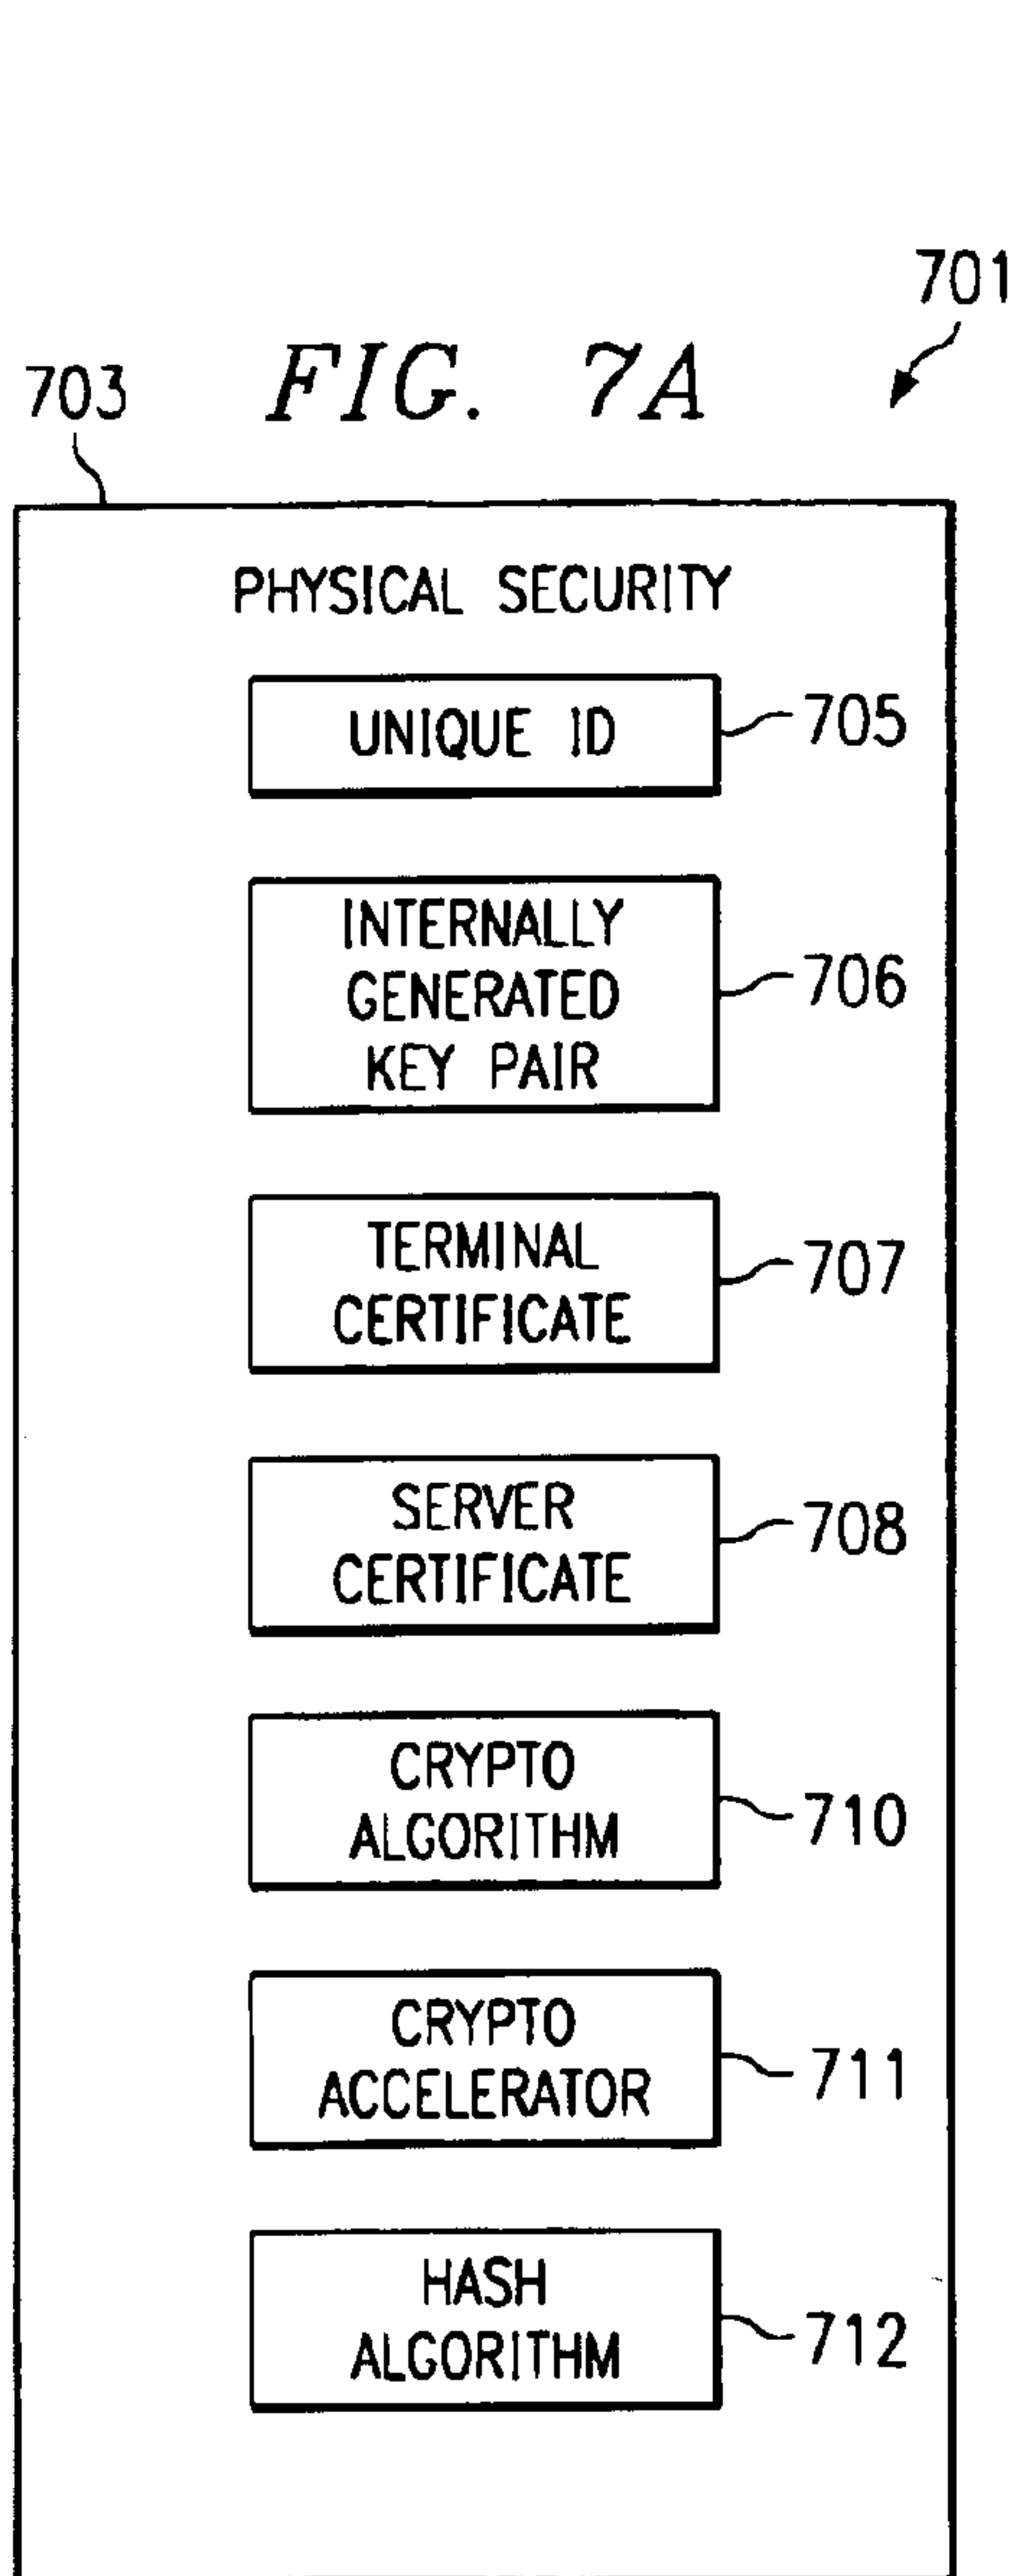 701
703
FIG. 7A
PHYSICAL SECURITY
UNIQUE ID
705
INTERNALLY
GENERATED
KEY PAIR
706
TERMINAL
CERTIFICATE
707
SERVER
CERTIFICATE
708
CRYPTO
ALGORITHM
710
CRYPTO
ACCELERATOR
711
HASH
ALGORITHM
712